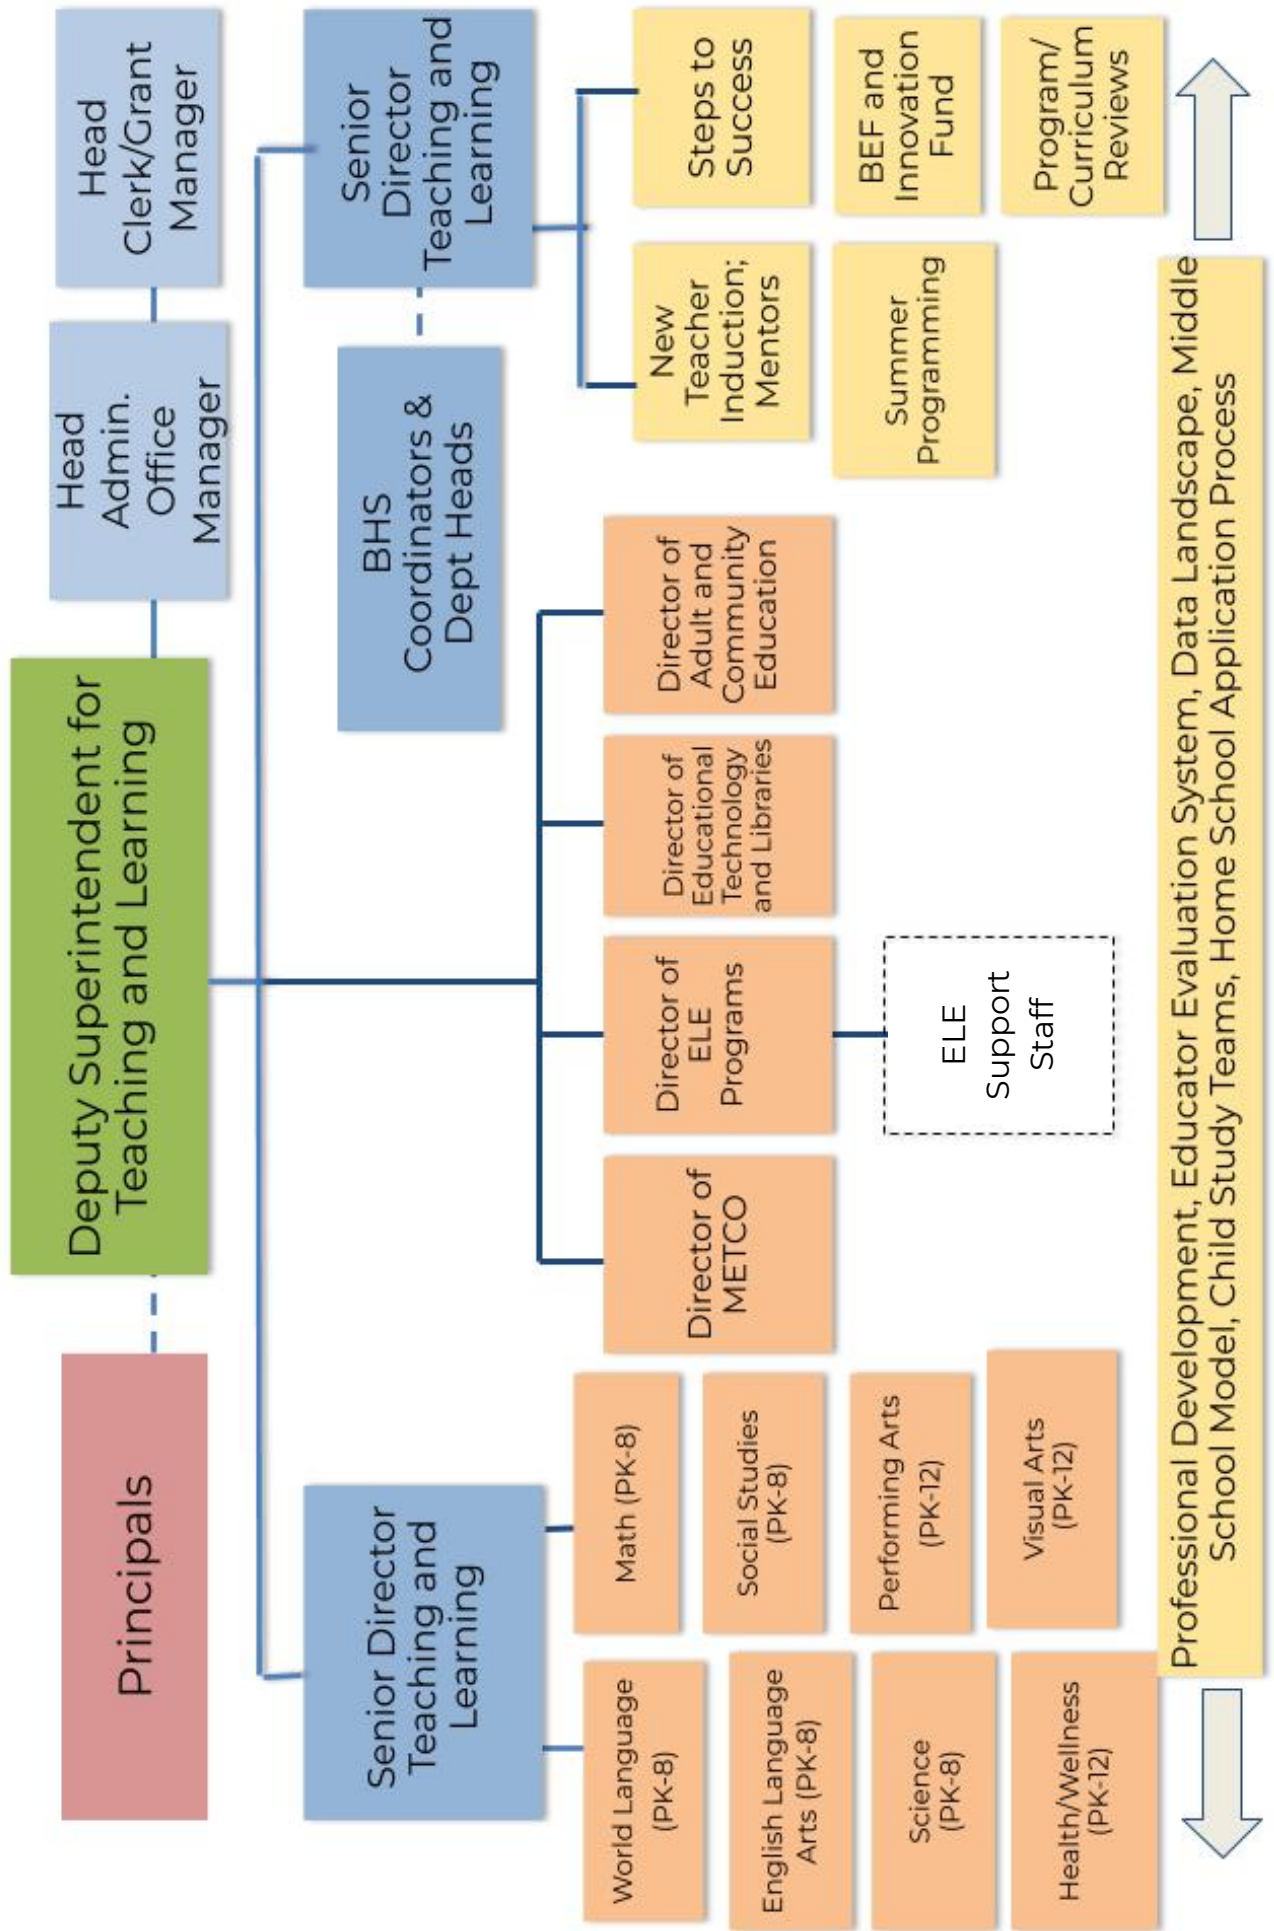 Principals
Deputy Superintendent for
Teaching and Learning
Head
Admin.
Office
Manager
Head
Clerk/Grant
Manager
Senior Director
Teaching and
Learning
BHS
Coordinators &
Dept Heads
Senior
Director
Teaching and
Learning
World Language
(PK-8)
English Language
Arts (PK-8)
Science
(PK-8)
Health/Wellness
(PK-12)
Math (PK-8)
Social Studies
(PK-8)
Performing Arts
(PK-12)
Visual Arts
(PK-12)
Director of
METCO
Director of
ELE
Programs
ELE
Support
Staff
Director of
Educational
Technology
and Libraries
Director of
Adult and
Community
Education
New
Teacher
Induction;
Mentors
Summer
Programming
Steps to
Success
BEF and
Innovation
Fund
Program/
Curriculum
Reviews
Professional Development, Educator Evaluation System, Data Landscape, Middle
School Model, Child Study Teams, Home School Application Process